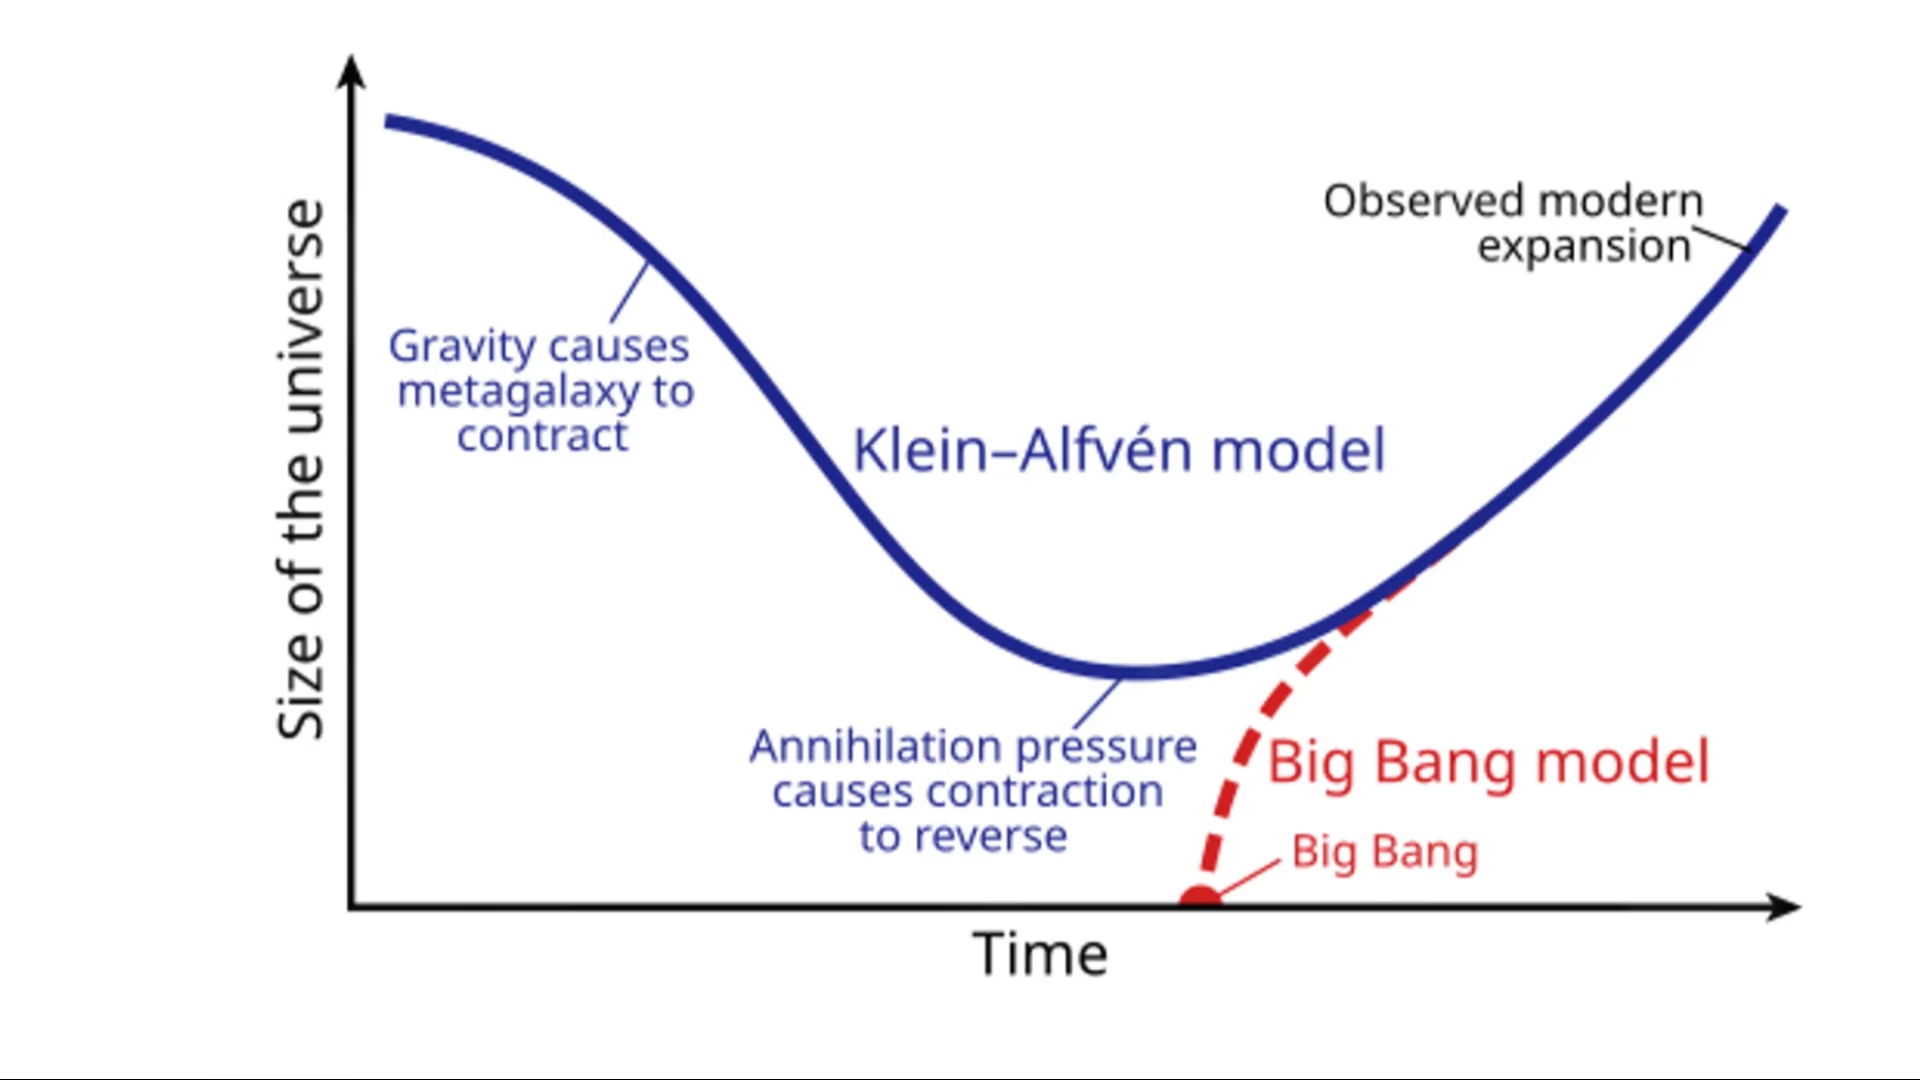 Size of the universe
Observed modern
expansion
Gravity causes
metagalaxy to
contract
Klein–Alfvén model
Annihilation pressure
causes contraction
to reverse
Big Bang model
Big Bang
Time